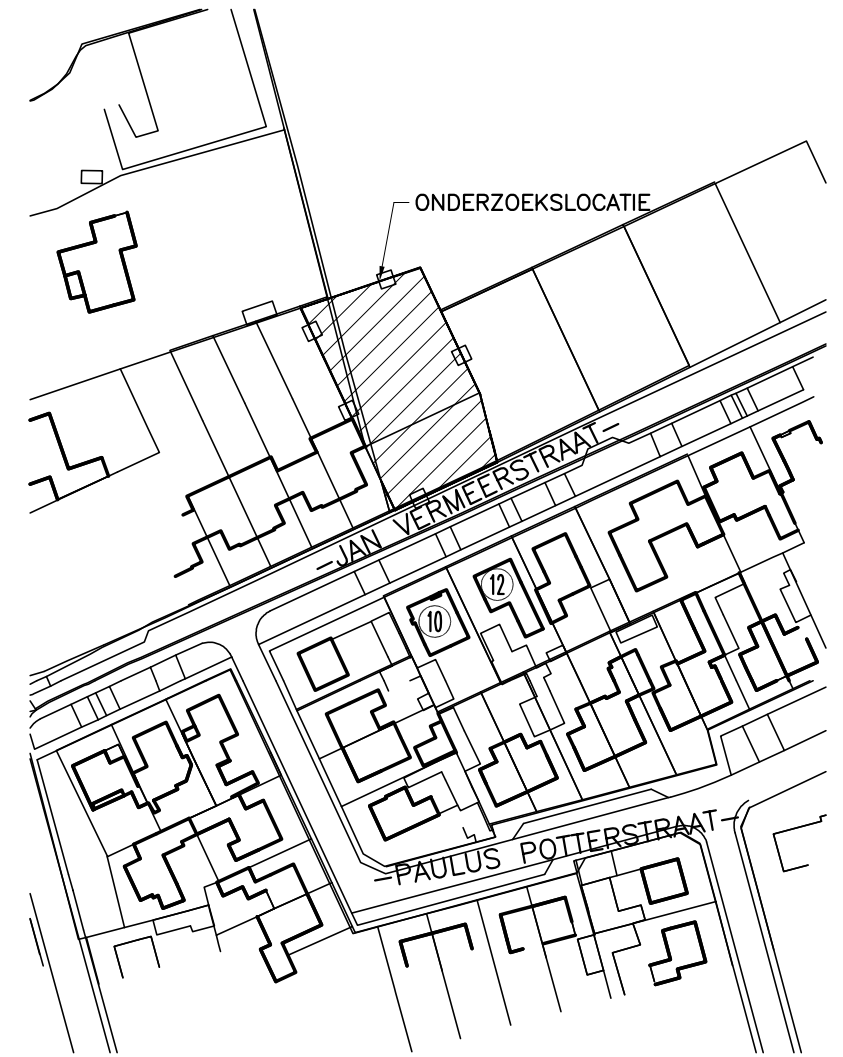 ONDERZOEKSLOCATIE
-JAN VERMEERSTRAAT-
12
10
-PAULUS POTTERSTRAAT-